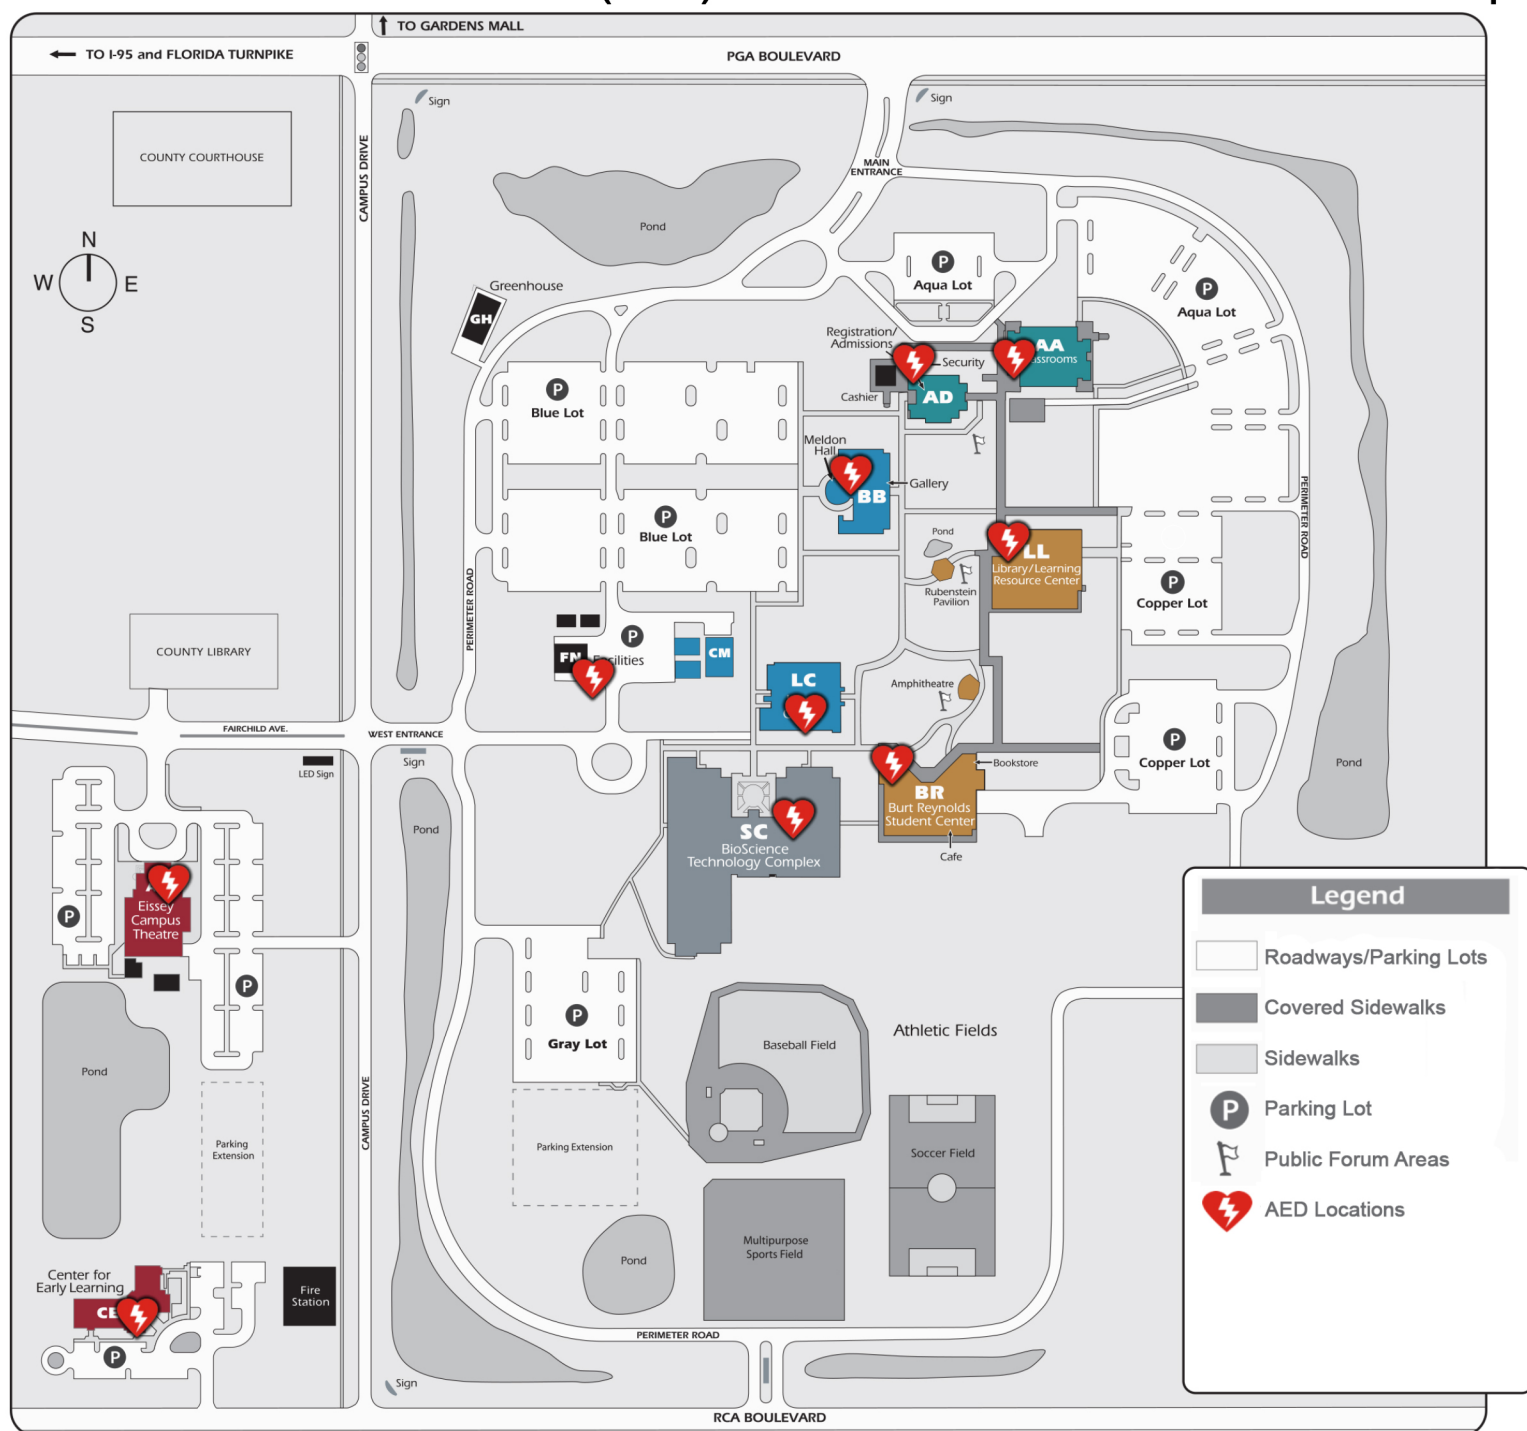 TO GARDENS MALL
TO I-95 and FLORIDA TURNPIKE
PGA BOULEVARD
Sign
Sign
COUNTY COURTHOUSE
CAMPUS DRIVE
MAIN
ENTRANCE
Pond
N
W E
S
Greenhouse
GH
P
Aqua Lot
P
Aqua Lot
Registration/
Admissions
Security
AA
assrooms
Cashier
AD
P
Blue Lot
Meldon
Hall
BB
Gallery
P
Blue Lot
PERIMETER ROAD
Pond
LL
Library/Learning
Resource Center
Rubenstein
Pavilion
P
Copper Lot
PERIMETER ROAD
P
FN
CM
COUNTY LIBRARY
LC
Amphitheatre
FAIRCHILD AVE.
WEST ENTRANCE
Sign
LED Sign
P
Copper Lot
Bookstore
Pond
BR
Burt Reynolds
Student Center
Cafe
SC
BioScience
Technology Complex
Pond
Eissey
Campus
Theatre
P
P
P
Gray Lot
Athletic Fields
Baseball Field
Pond
CAMPUS DRIVE
Parking
Extension
Parking Extension
Soccer Field
Multipurpose
Sports Field
Pond
Center for
Early Learning
CE
Fire
Station
P
PERIMETER ROAD
Sign
RCA BOULEVARD
Legend
Roadways/Parking Lots
Covered Sidewalks
Sidewalks
P Parking Lot
Public Forum Areas
AED Locations